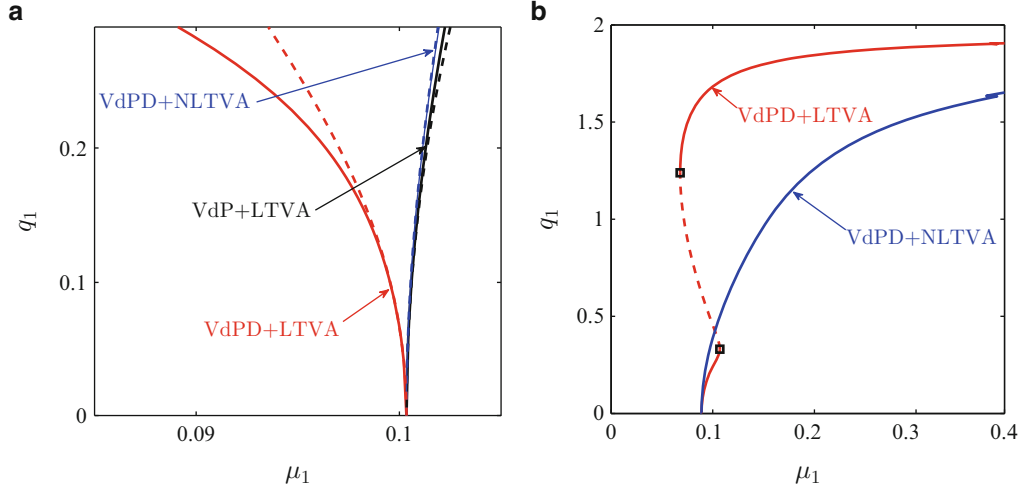 a
q₁
0.2
0.1
0
0.09
0.1
μ₁
VdPD+NLTVA
VdP+LTVA
VdPD+LTVA
b
2
1.5
1
0.5
0
q₁
0
0.1
0.2
0.3
0.4
μ₁
VdPD+LTVA
VdPD+NLTVA